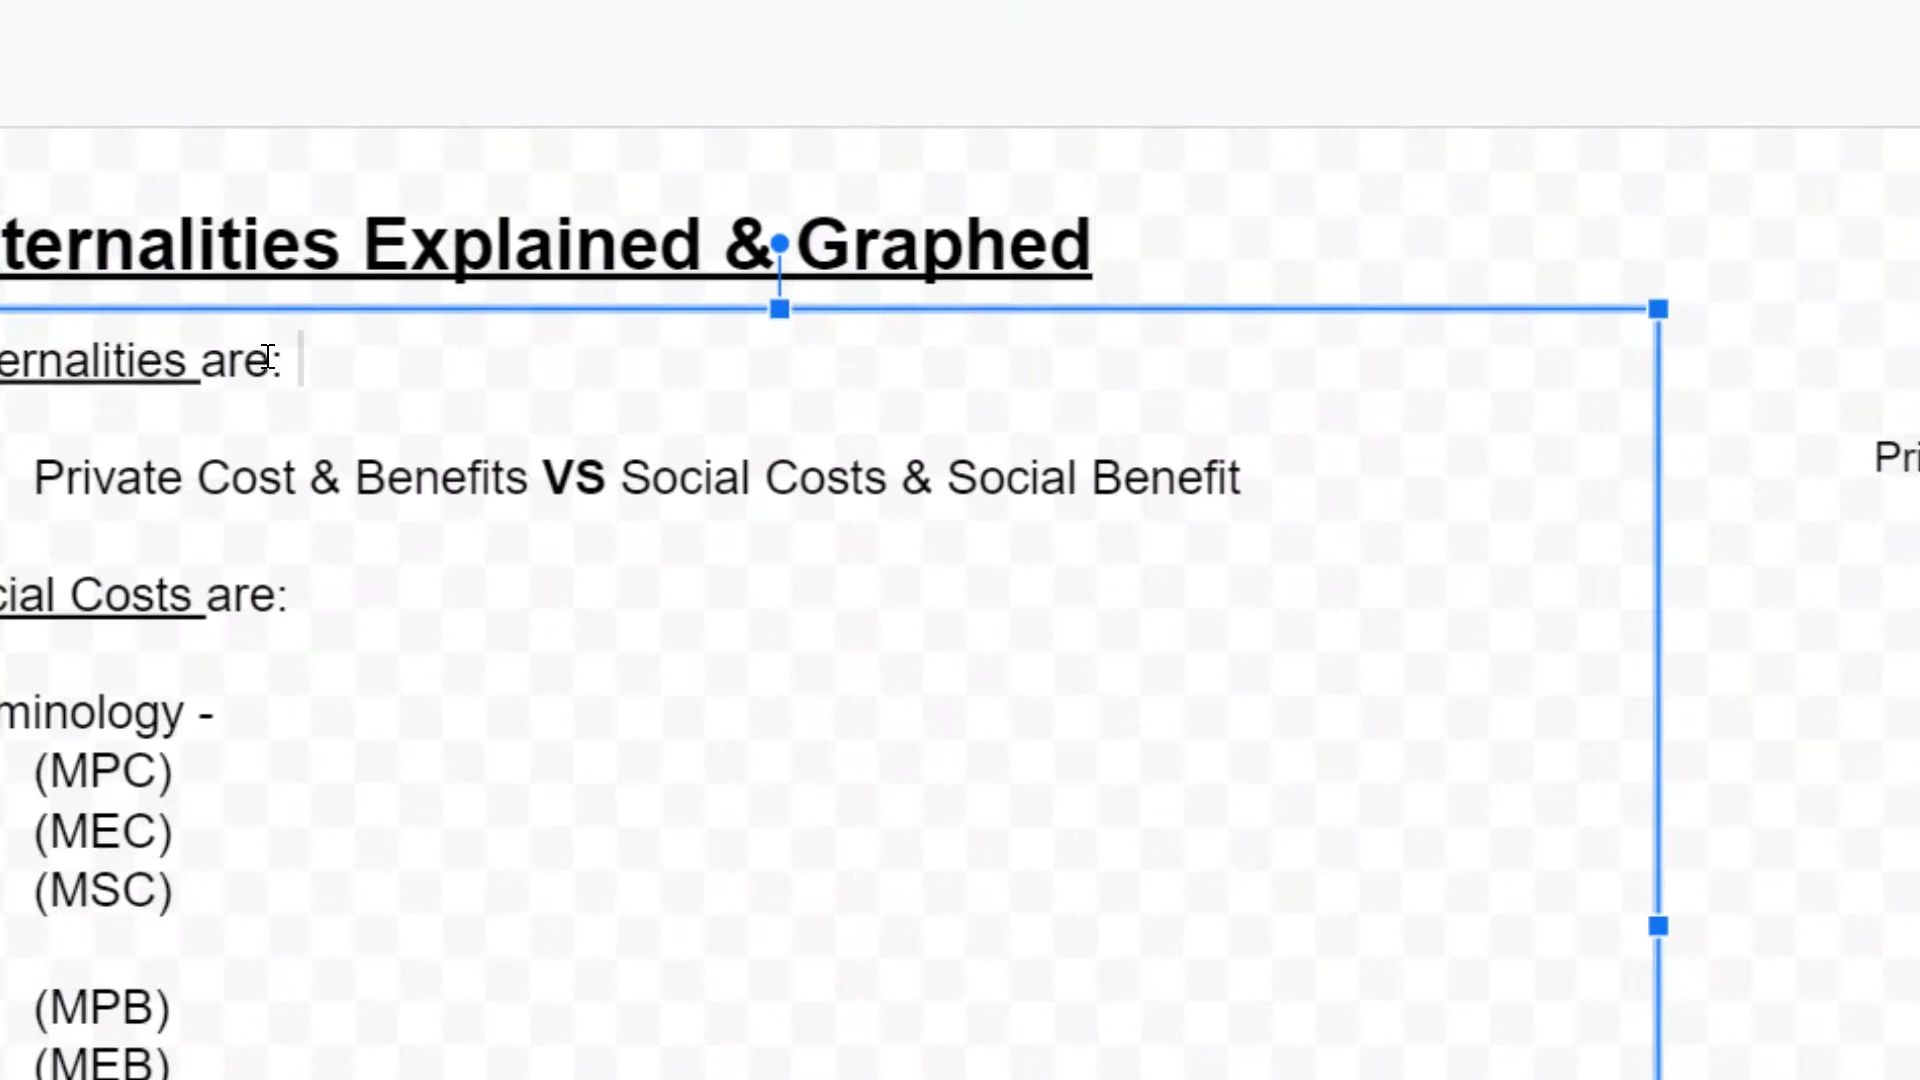 ternalities Explained & Graphed
ernalities are:
Private Cost & Benefits VS Social Costs & Social Benefit
Pri
cial Costs are:
minology -
(MPC)
(MEC)
(MSC)
(MPB)
(MEB)